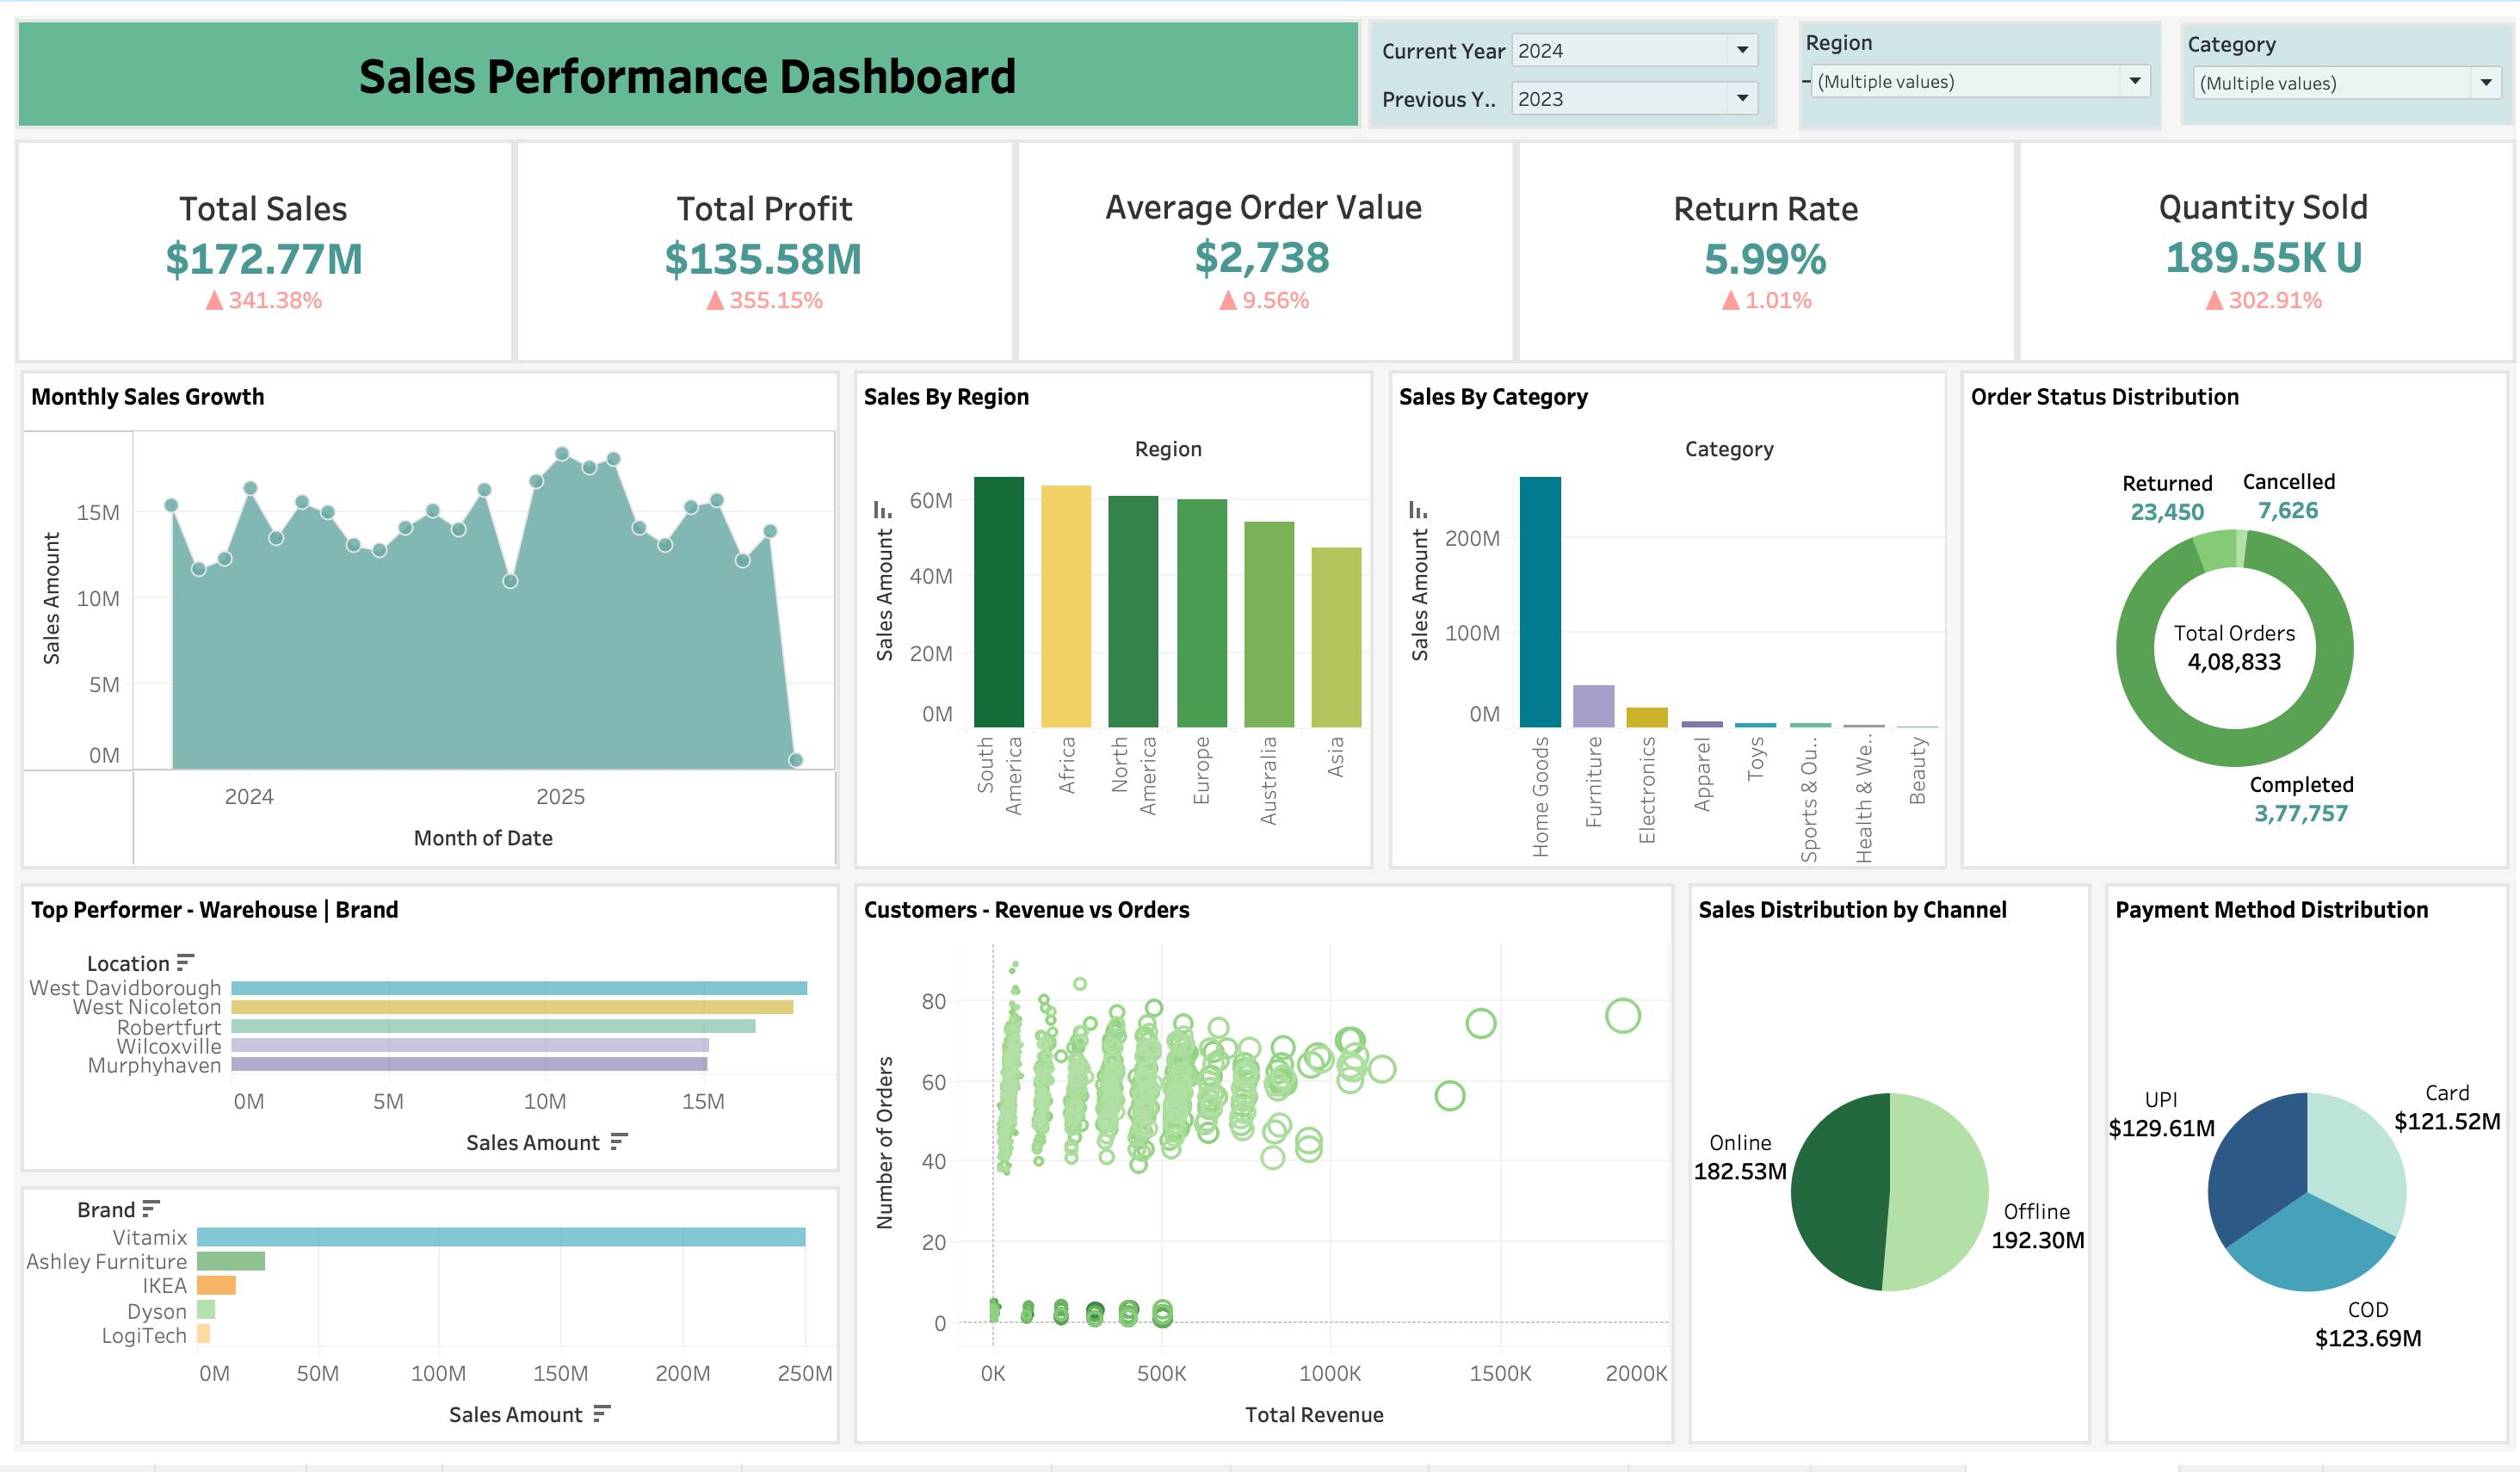 Sales Performance Dashboard
Current Year 2024
Previous Y.. 2023
Region
(Multiple values)
Category
(Multiple values)
Total Sales
$172.77M
▲ 341.38%
Total Profit
$135.58M
▲ 355.15%
Average Order Value
$2,738
▲ 9.56%
Return Rate
5.99%
▲ 1.01%
Quantity Sold
189.55K U
▲ 302.91%
Monthly Sales Growth
Sales Amount
15M
10M
5M
0M
2024
2025
Month of Date
Sales By Region
Region
Sales Amount
60M
40M
20M
0M
South America
Africa
North America
Europe
Australia
Asia
Sales By Category
Category
Sales Amount
200M
100M
0M
Home Goods
Furniture
Electronics
Apparel
Toys
Sports & Ou..
Health & We..
Beauty
Order Status Distribution
Returned
23,450
Cancelled
7,626
Total Orders
4,08,833
Completed
3,77,757
Top Performer - Warehouse | Brand
Location
West Davidborough
West Nicoleton
Robertfurt
Wilcoxville
Murphyhaven
0M 5M 10M 15M
Sales Amount
Brand
Vitamix
Ashley Furniture
IKEA
Dyson
LogiTech
0M 50M 100M 150M 200M 250M
Sales Amount
Customers - Revenue vs Orders
Number of Orders
80
60
40
20
0
0K 500K 1000K 1500K 2000K
Total Revenue
Sales Distribution by Channel
Online
182.53M
Offline
192.30M
Payment Method Distribution
UPI
$129.61M
Card
$121.52M
COD
$123.69M